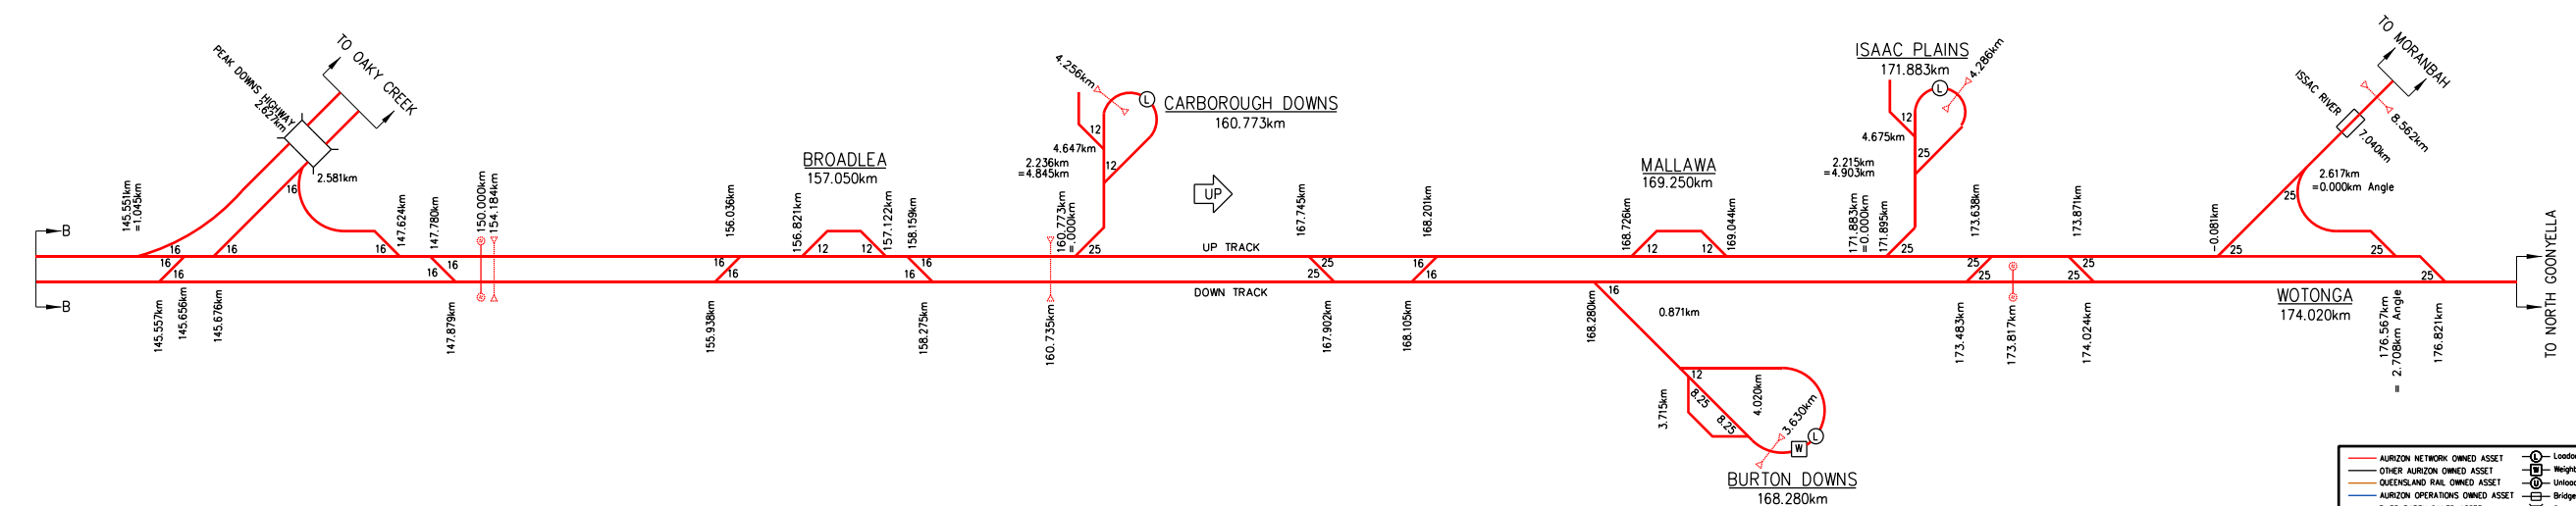 B
B
145.551km
=1.045km
145.557km
145.656km
145.676km
16
16
16
16
PEAK DOWNS HIGHWAY
2.627km
TO OAKY CREEK
16
2.581km
16
147.624km
147.780km
16
16
147.879km
150.000km
154.184km
156.036km
16
16
155.938km
BROADLEA
157.050km
156.821km
12
12
157.122km
158.159km
16
16
158.275km
4.256km
L
CARBOROUGH DOWNS
160.773km
12
4.647km
12
2.236km
=4.845km
160.773km
=.000km
25
160.735km
UP
UP TRACK
DOWN TRACK
167.745km
25
25
167.902km
168.201km
16
16
168.105km
MALLAWA
169.250km
168.726km
12
12
169.044km
168.280km
16
0.871km
12
8.25
8.25
3.715km
4.020km
3.630km
L
W
BURTON DOWNS
168.280km
ISAAC PLAINS
171.883km
4.286km
L
12
4.675km
25
2.215km
=4.903km
171.883km
=0.000km
171.895km
25
173.638km
25
25
173.483km
173.817km
173.871km
25
25
174.024km
-0.081km
25
TO MORANBAH
ISSAC RIVER
7.040km
8.562km
2.617km
=0.000km Angle
25
25
25
WOTONGA
174.020km
176.567km
= 2.708km Angle
176.821km
TO NORTH GOONYELLA
AURIZON NETWORK OWNED ASSET
OTHER AURIZON OWNED ASSET
QUEENSLAND RAIL OWNED ASSET
AURIZON OPERATIONS OWNED ASSET
L Loadou
W Weight
U Unload
Bridge